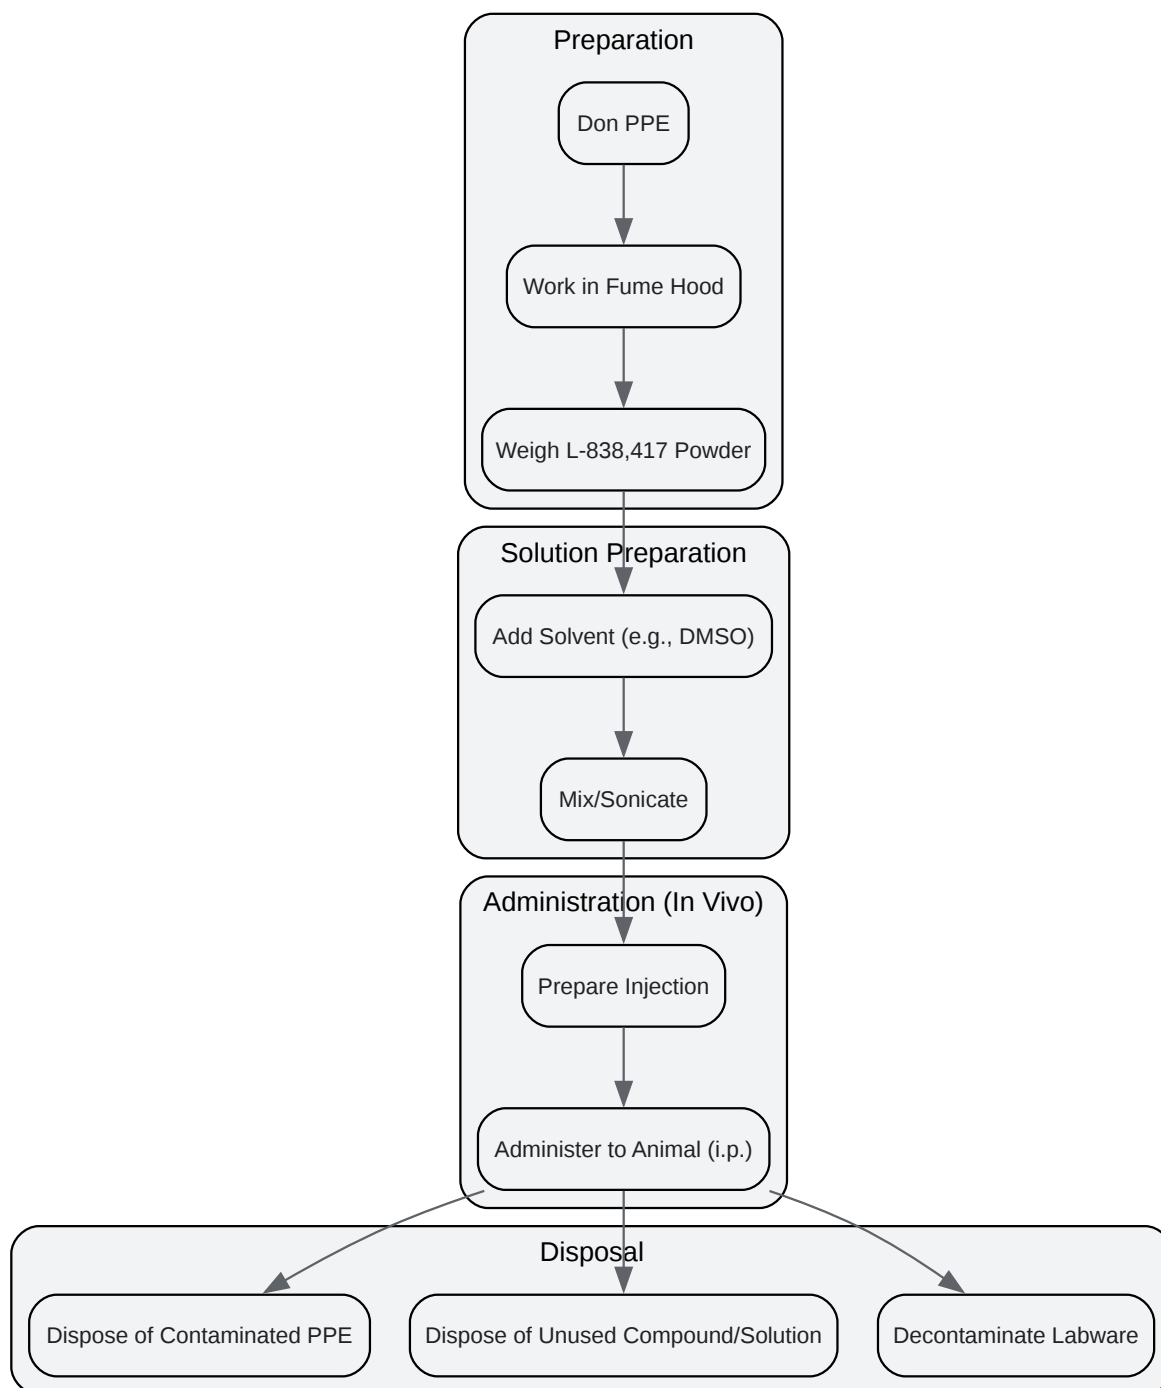 Preparation
Don PPE
Work in Fume Hood
Weigh L-838,417 Powder
Solution Preparation
Add Solvent (e.g., DMSO)
Mix/Sonicate
Administration (In Vivo)
Prepare Injection
Administer to Animal (i.p.)
Disposal
Dispose of Contaminated PPE
Dispose of Unused Compound/Solution
Decontaminate Labware